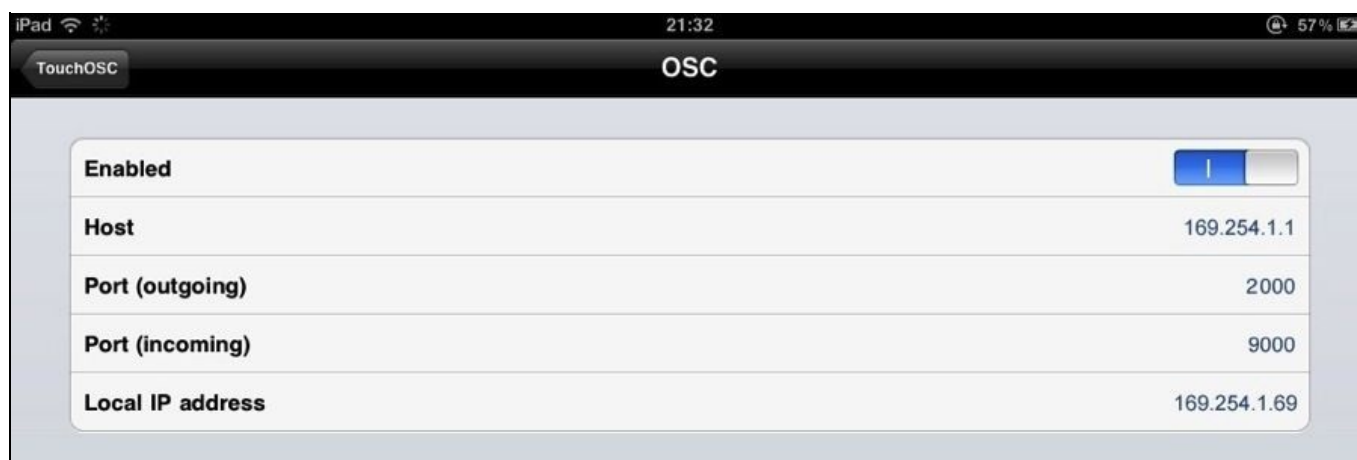 iPad 21:32 57%
TouchOSC OSC
Enabled
Host 169.254.1.1
Port (outgoing) 2000
Port (incoming) 9000
Local IP address 169.254.1.69